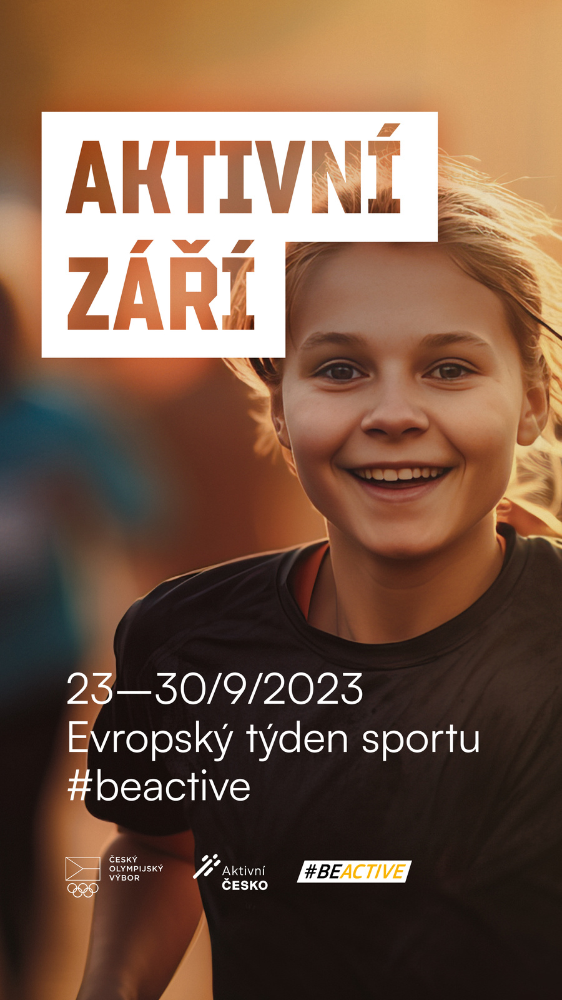 AKTIVNÍ
ZÁŘÍ
23—30/9/2023
Evropský týden sportu
#beactive
ČESKÝ
OLYMPIJSKÝ
VÝBOR
Aktivní
ČESKO
#BEACTIVE